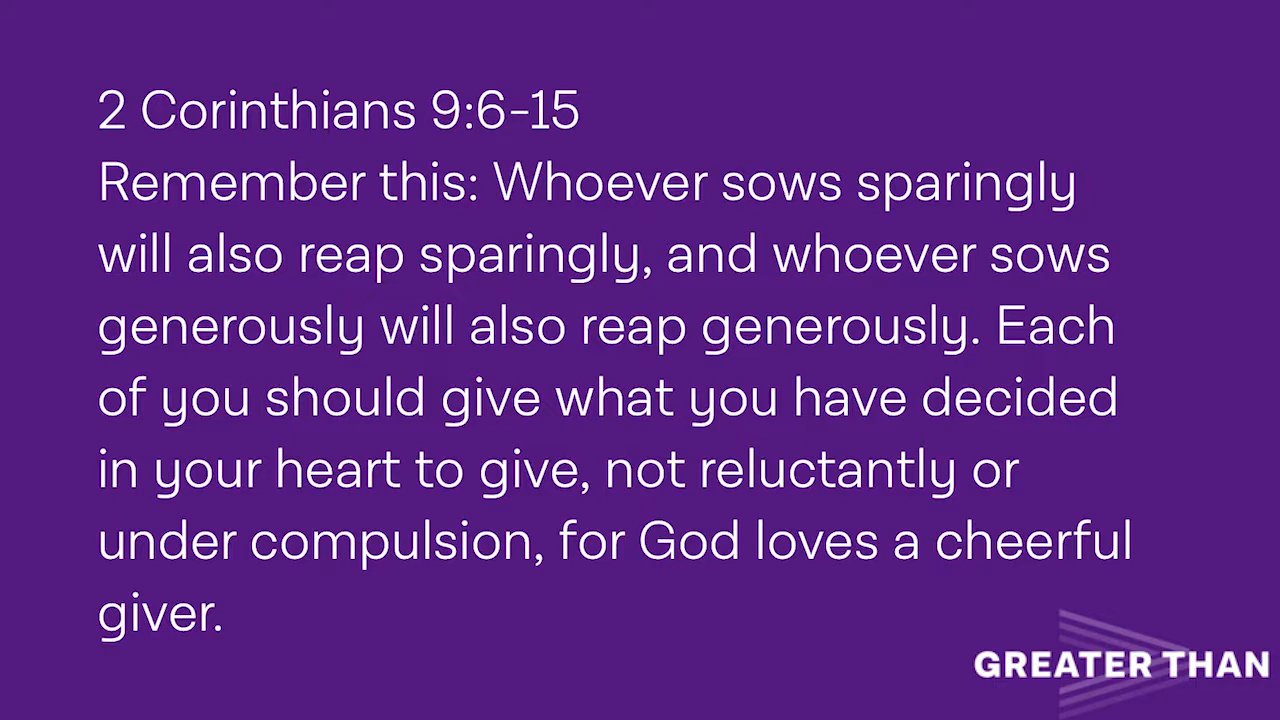 2 Corinthians 9:6-15
Remember this: Whoever sows sparingly
will also reap sparingly, and whoever sows
generously will also reap generously. Each
of you should give what you have decided
in your heart to give, not reluctantly or
under compulsion, for God loves a cheerful
giver.
GREATER THAN